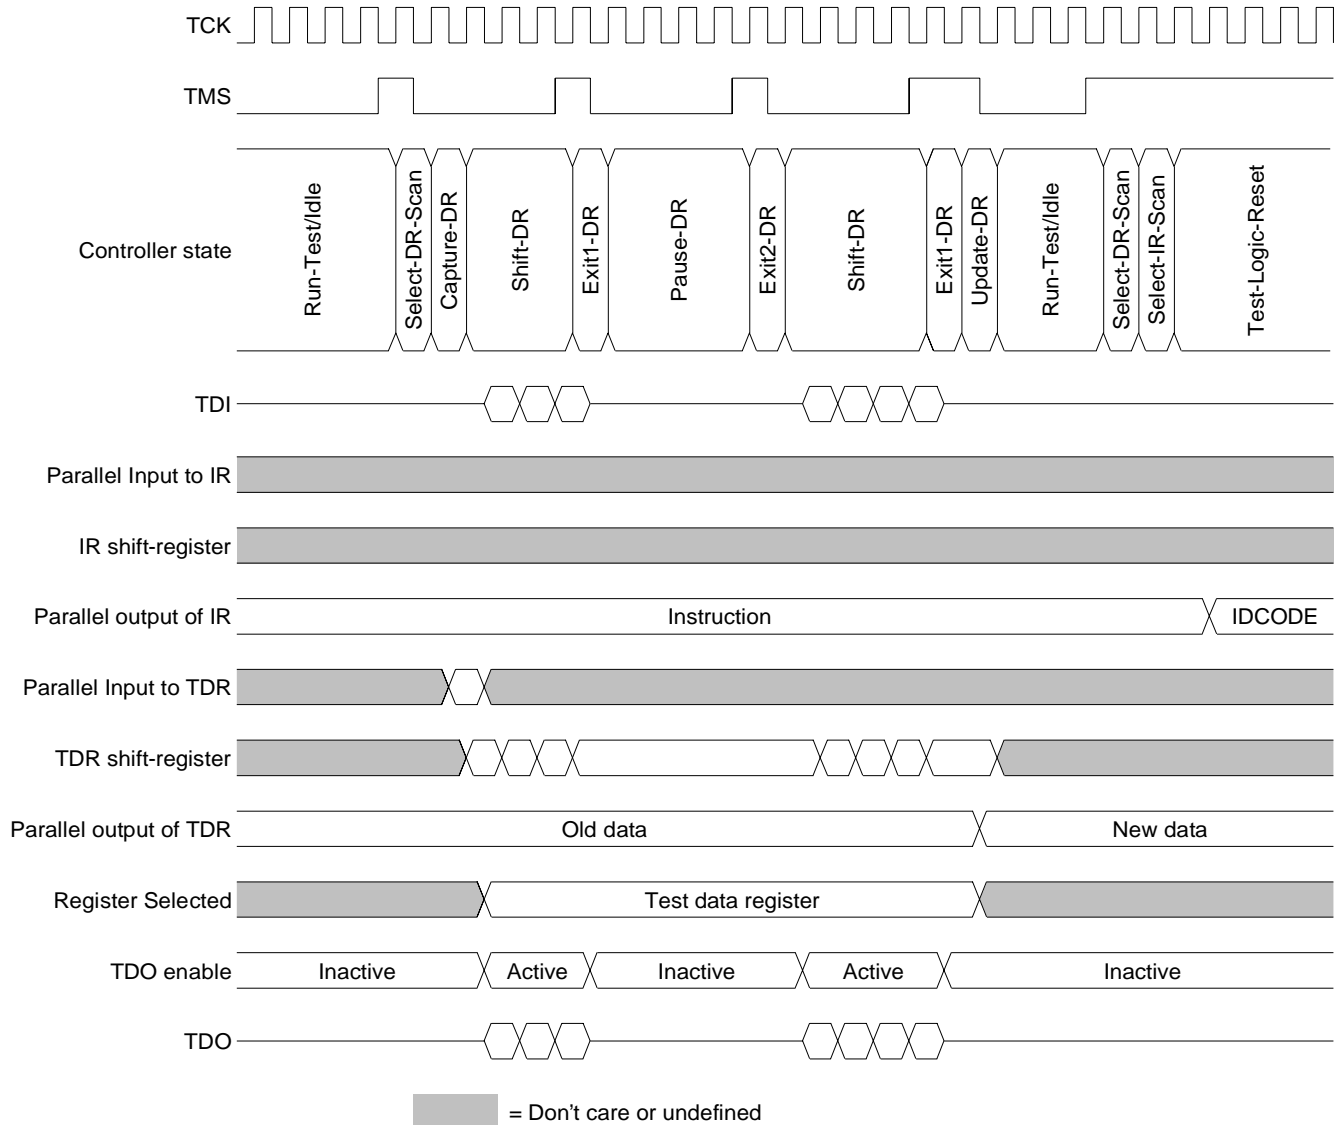 TCK
TMS
Controller state
Run-Test/Idle
Select-DR-Scan
Capture-DR
Shift-DR
Exit1-DR
Pause-DR
Exit2-DR
Shift-DR
Exit1-DR
Update-DR
Run-Test/Idle
Select-DR-Scan
Select-IR-Scan
Test-Logic-Reset
TDI
Parallel Input to IR
IR shift-register
Parallel output of IR
Instruction
IDCODE
Parallel Input to TDR
TDR shift-register
Parallel output of TDR
Old data
New data
Register Selected
Test data register
TDO enable
Inactive
Active
Inactive
Active
Inactive
TDO
= Don't care or undefined